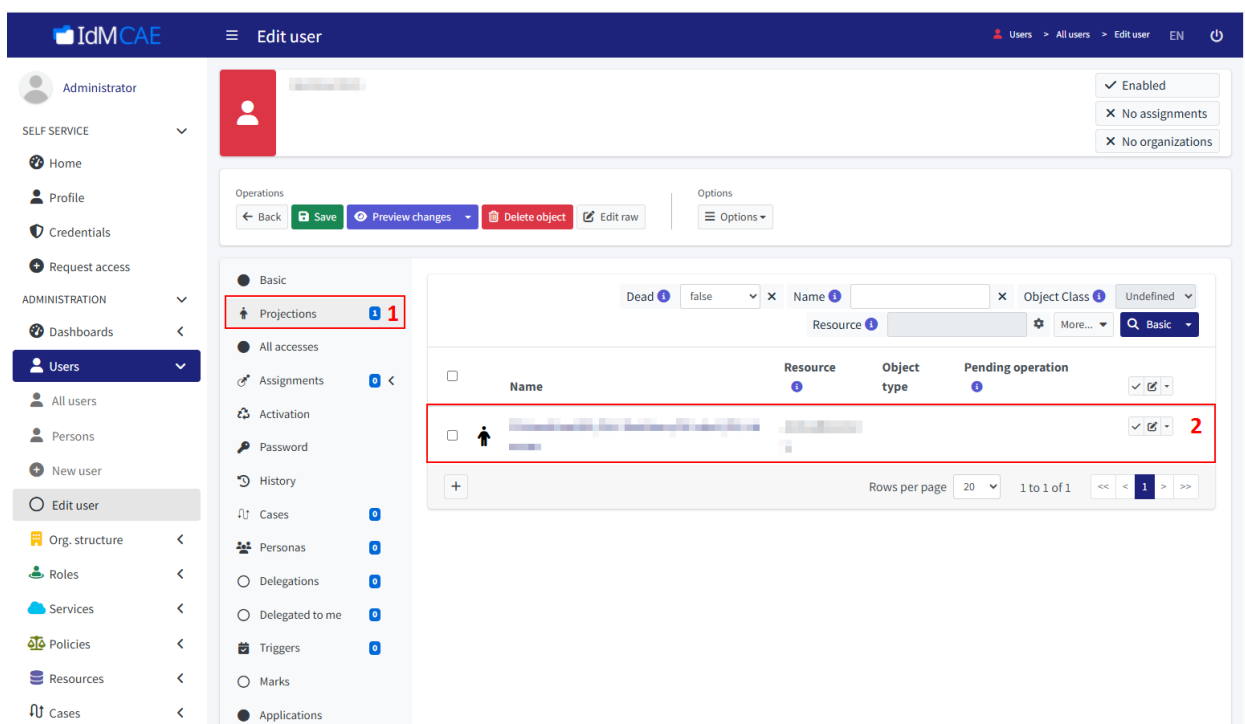 IdMCAE
Edit user
Users > All users > Edit user EN
Administrator
SELF SERVICE
Home
Profile
Credentials
Request access
ADMINISTRATION
Dashboards
Users
All users
Persons
New user
Edit user
Org. structure
Roles
Services
Policies
Resources
Cases
Enabled
No assignments
No organizations
Operations
Back Save Preview changes Delete object Edit raw
Options
Options
Basic
Projections 1 1
All accesses
Assignments 0
Activation
Password
History
Cases 0
Personas 0
Delegations 0
Delegated to me 0
Triggers 0
Marks
Applications
Dead false Name Object Class Undefined
Resource More... Basic
Name Resource Object type Pending operation
2
Rows per page 20 1 to 1 of 1 << < 1 > >>